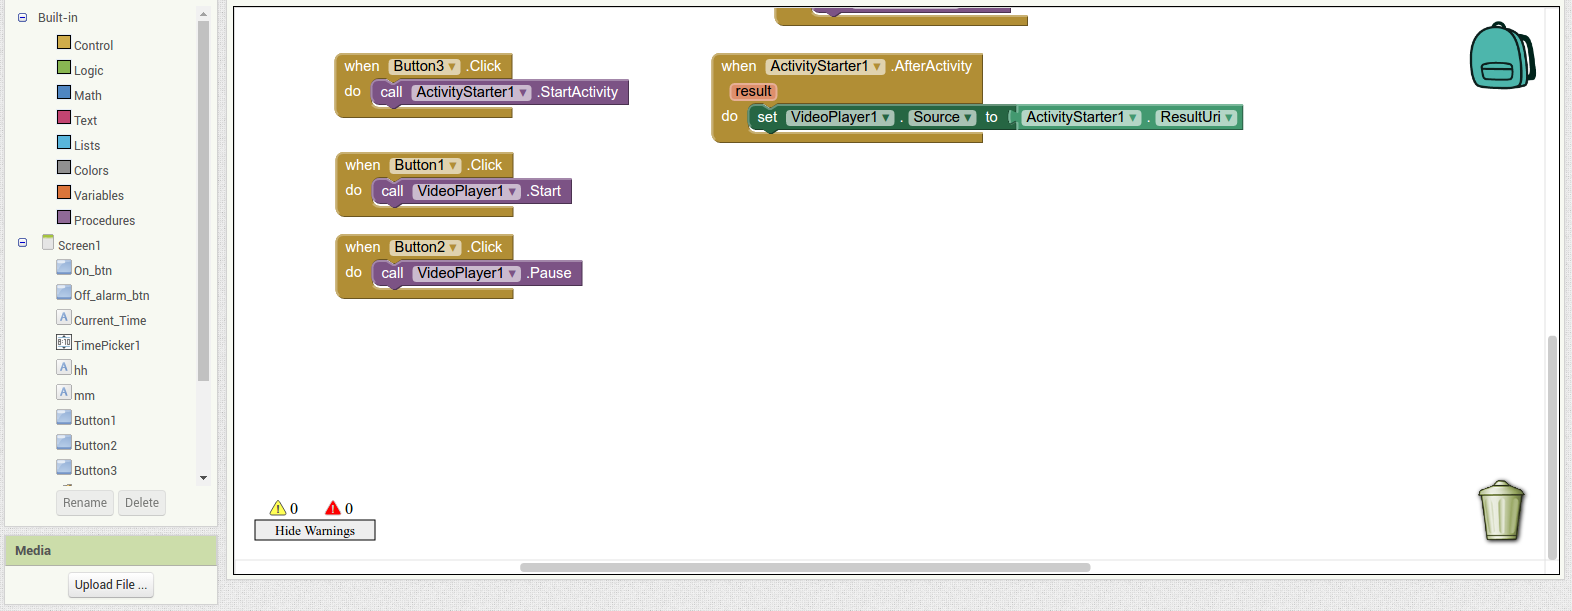 Built-in
Control
Logic
Math
Text
Lists
Colors
Variables
Procedures
Screen1
On_btn
Off_alarm_btn
Current_Time
8:10 TimePicker1
A hh
A mm
Button1
Button2
Button3
Rename Delete
Media
Upload File ...
when Button3 .Click
do call ActivityStarter1 .StartActivity
when Button1 .Click
do call VideoPlayer1 .Start
when Button2 .Click
do call VideoPlayer1 .Pause
when ActivityStarter1 .AfterActivity
result
do set VideoPlayer1 . Source to ActivityStarter1 . ResultUri
0 0
Hide Warnings